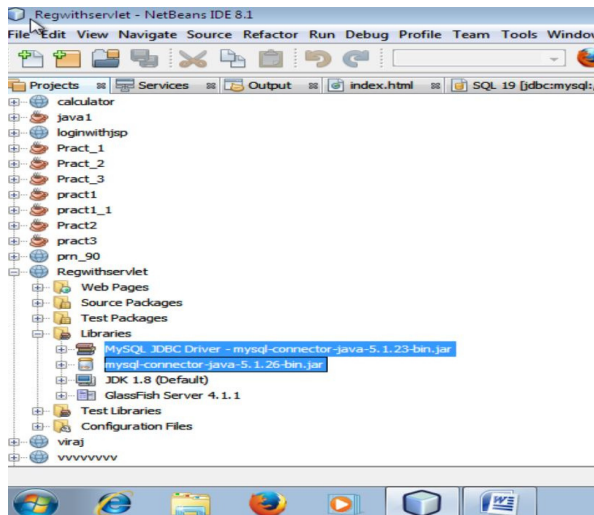 Regwithservlet - NetBeans IDE 8.1
File Edit View Navigate Source Refactor Run Debug Profile Team Tools Window
Projects Services Output index.html SQL 19 [jdbc:mysql:
calculator
java1
loginwithjsp
Pract_1
Pract_2
Pract_3
pract1
pract1_1
Pract2
pract3
prn_90
Regwithservlet
Web Pages
Source Packages
Test Packages
Libraries
MySQL JDBC Driver - mysql-connector-java-5.1.23-bin.jar
mysql-connector-java-5.1.26-bin.jar
JDK 1.8 (Default)
GlassFish Server 4.1.1
Test Libraries
Configuration Files
viraj
vvvvvvvv